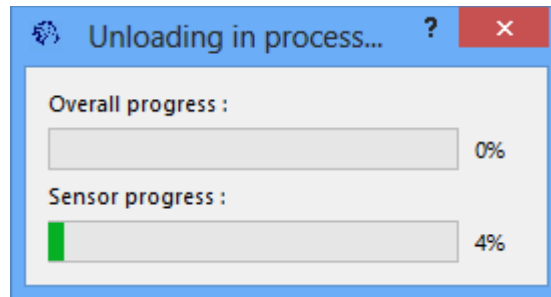 Unloading in process... ?
Overall progress :
0%
Sensor progress :
4%